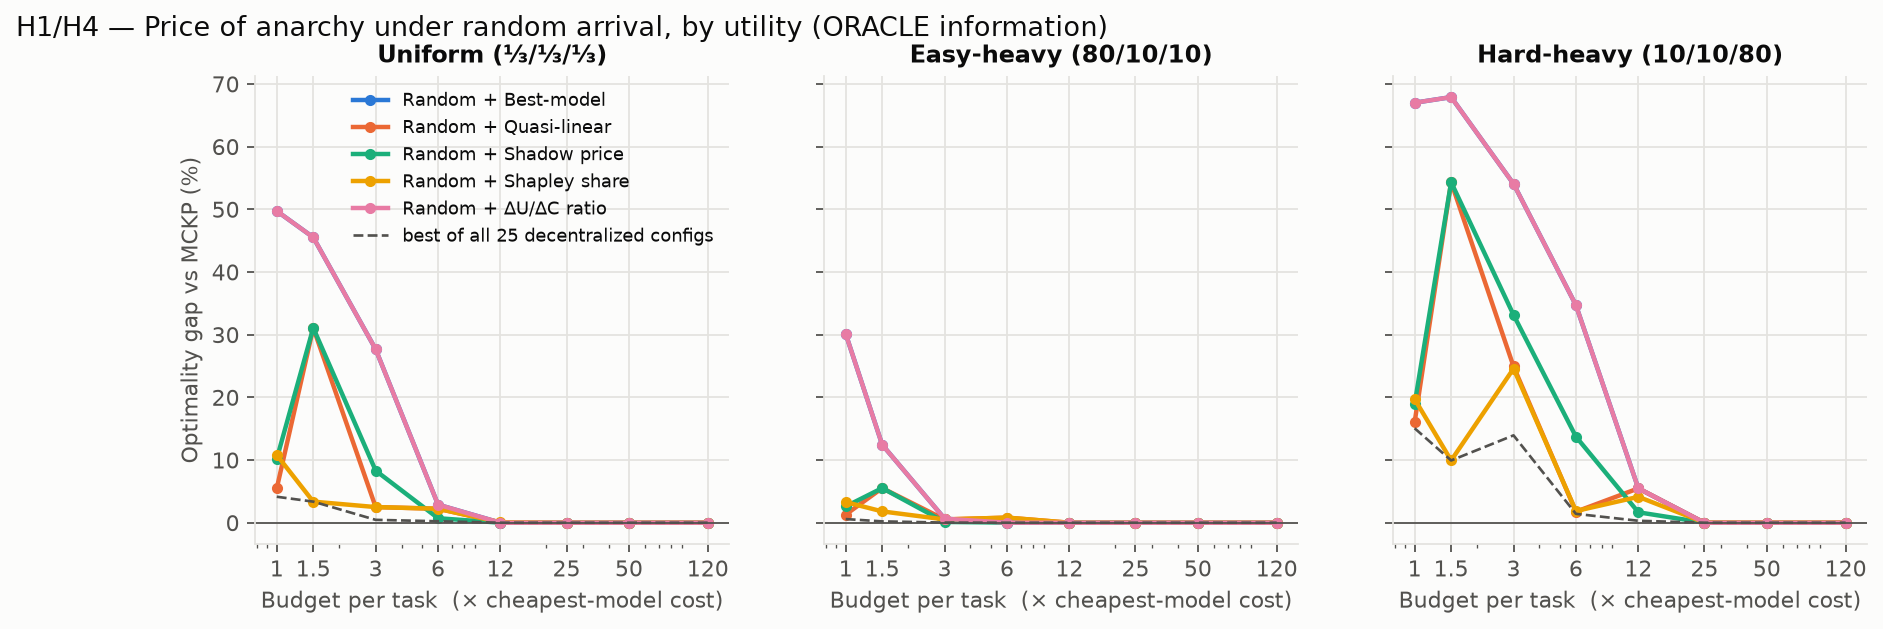 H1/H4 — Price of anarchy under random arrival, by utility (ORACLE information)
Uniform (⅓/⅓/⅓)
Optimality gap vs MCKP (%)
70
60
50
40
30
20
10
0
Random + Best-model
Random + Quasi-linear
Random + Shadow price
Random + Shapley share
Random + ΔU/ΔC ratio
best of all 25 decentralized configs
1 1.5 3 6 12 25 50 120
Budget per task (× cheapest-model cost)
Easy-heavy (80/10/10)
1 1.5 3 6 12 25 50 120
Budget per task (× cheapest-model cost)
Hard-heavy (10/10/80)
1 1.5 3 6 12 25 50 120
Budget per task (× cheapest-model cost)